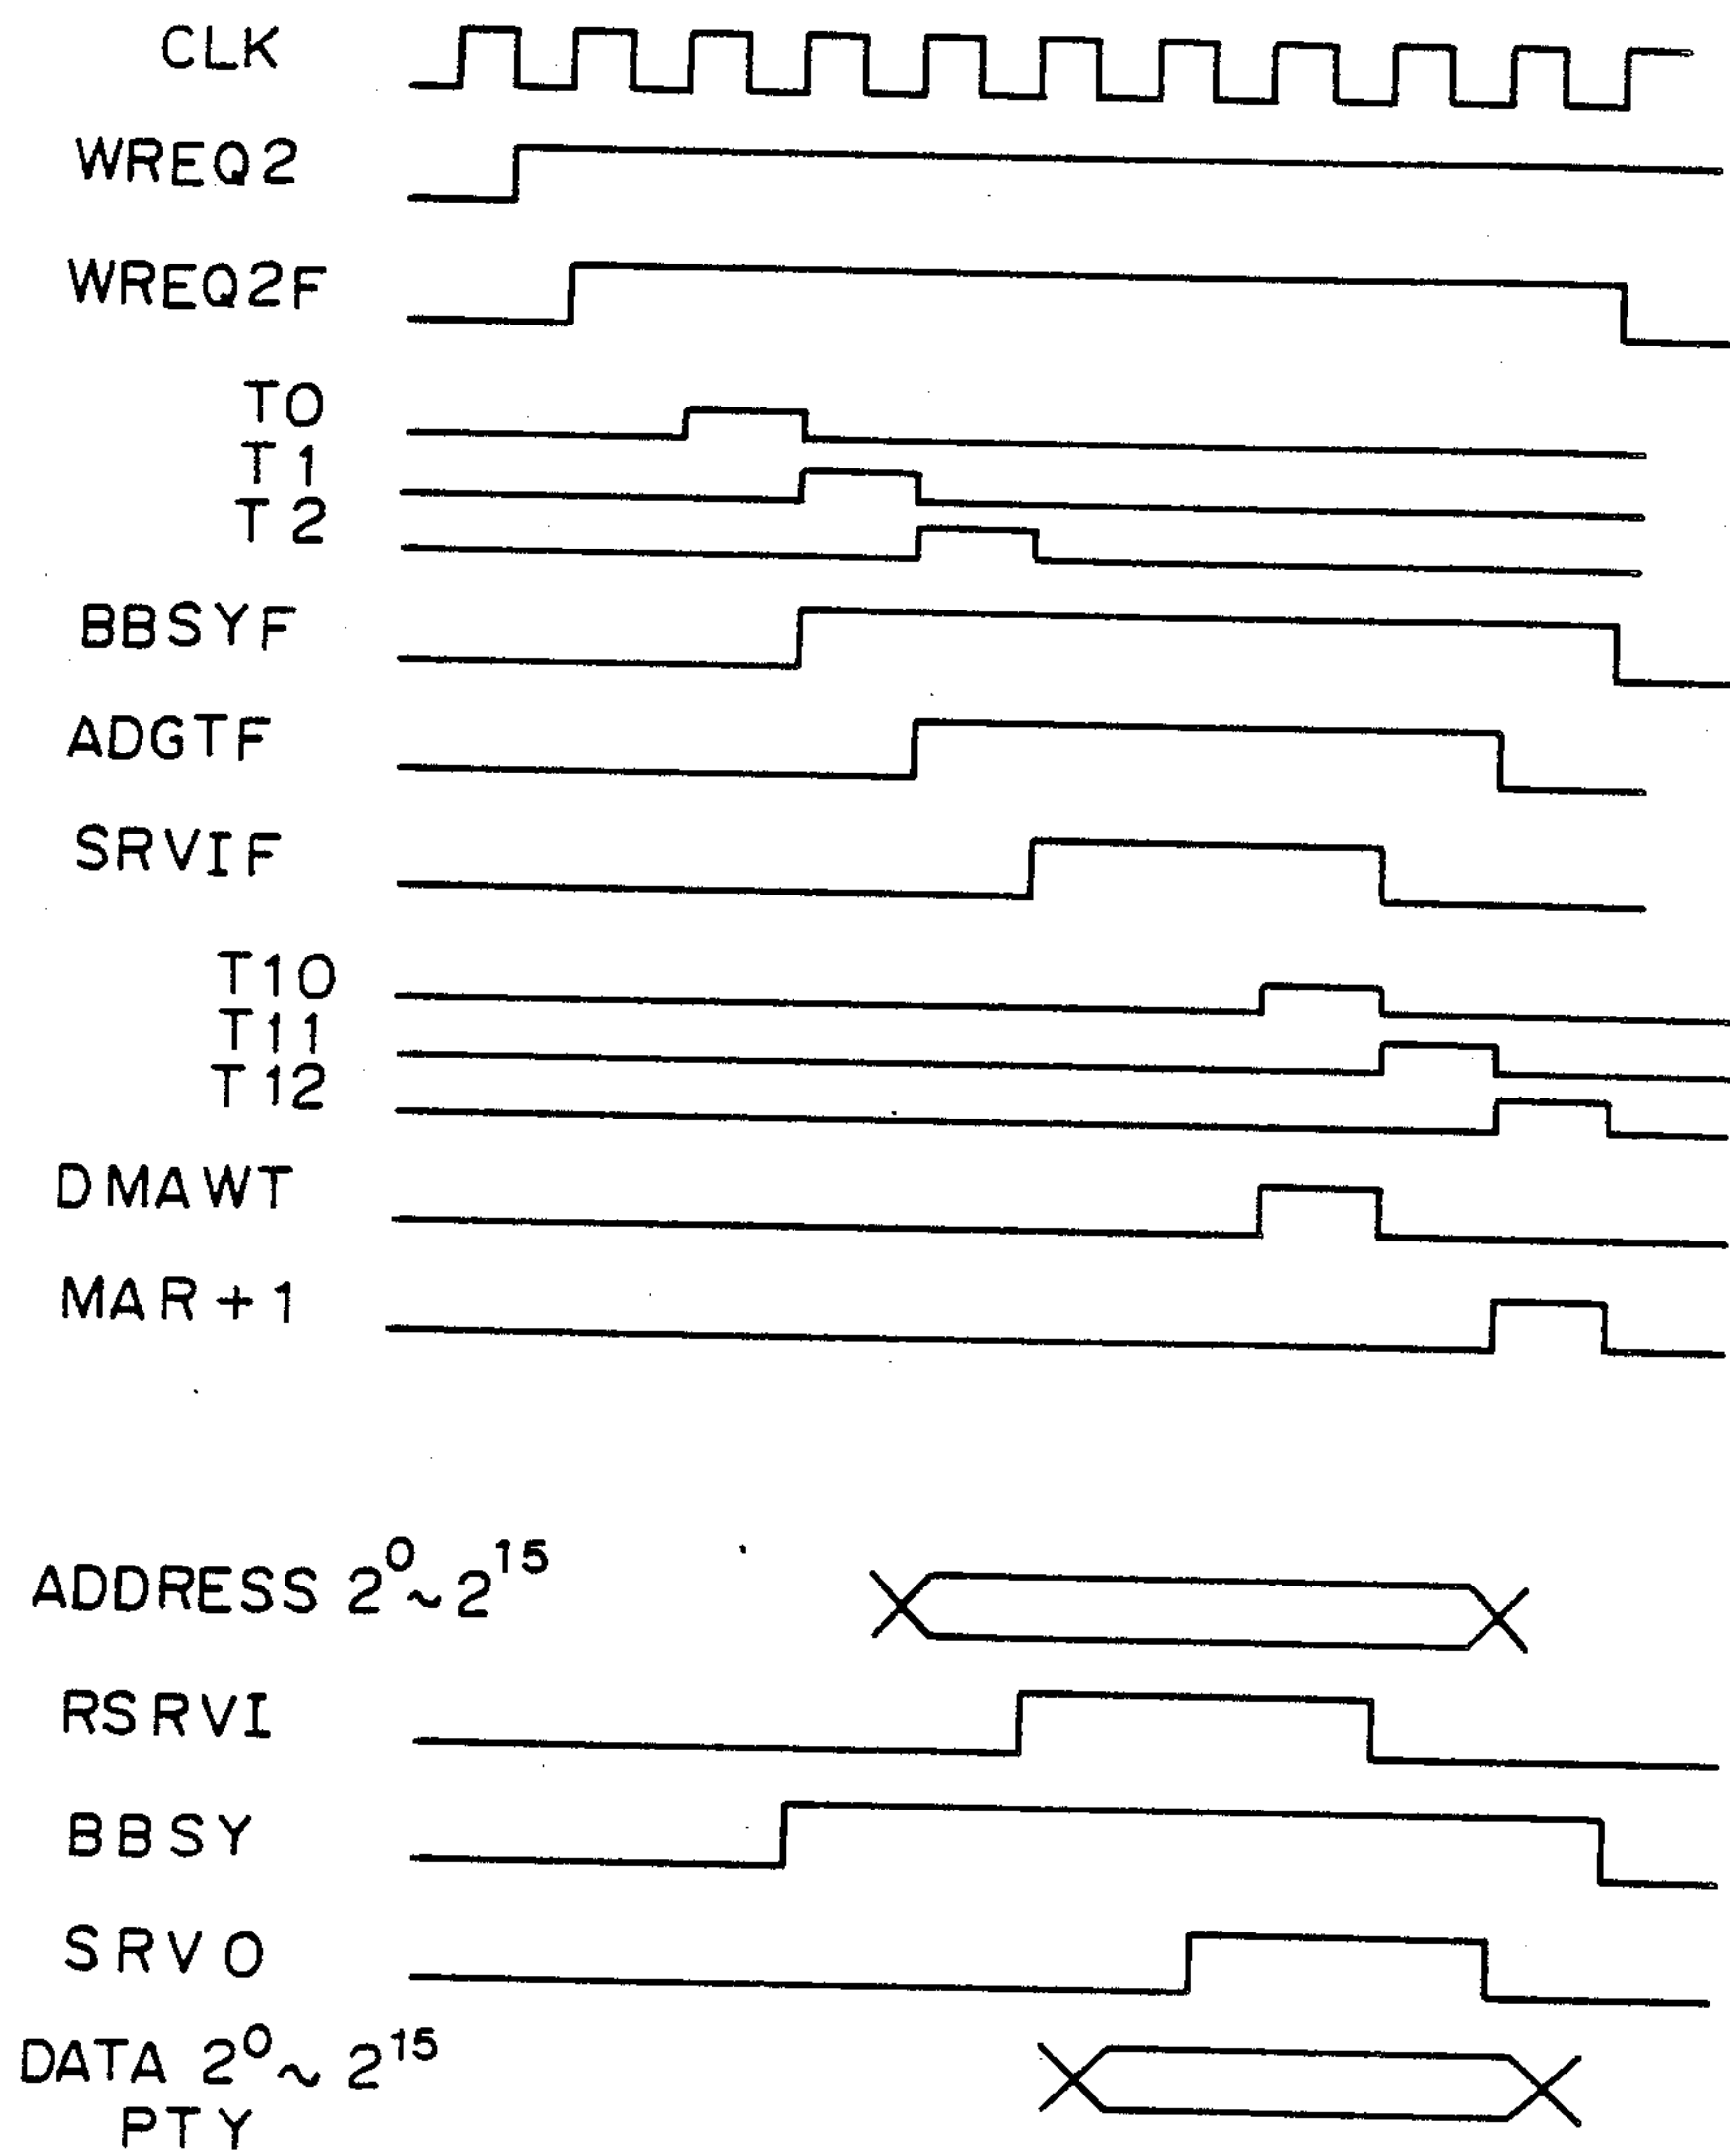 CLK
WREQ2
WREQ2F
T0
T1
T2
BBSYF
ADGTF
SRVIF
T10
T11
T12
DMAWT
MAR+1
ADDRESS 2⁰~2¹⁵
RSRVI
BBSY
SRVO
DATA 2⁰~2¹⁵
PTY